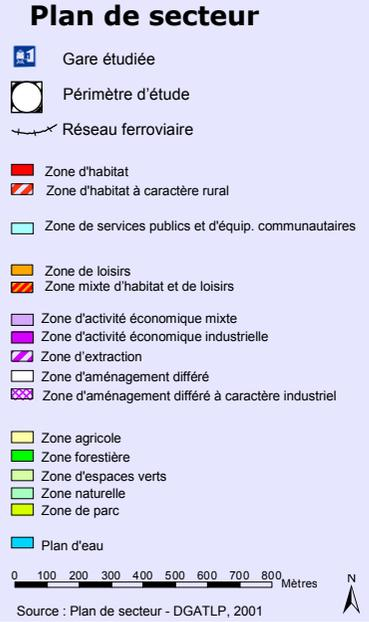 Plan de secteur
Gare étudiée
Périmètre d'étude
Réseau ferroviaire
Zone d'habitat
Zone d'habitat à caractère rural
Zone de services publics et d'équip. communautaires
Zone de loisirs
Zone mixte d'habitat et de loisirs
Zone d'activité économique mixte
Zone d'activité économique industrielle
Zone d'extraction
Zone d'aménagement différé
Zone d'aménagement différé à caractère industriel
Zone agricole
Zone forestière
Zone d'espaces verts
Zone naturelle
Zone de parc
Plan d'eau
0 100 200 300 400 500 600 700 800 Mètres
N
Source : Plan de secteur - DGATLP, 2001